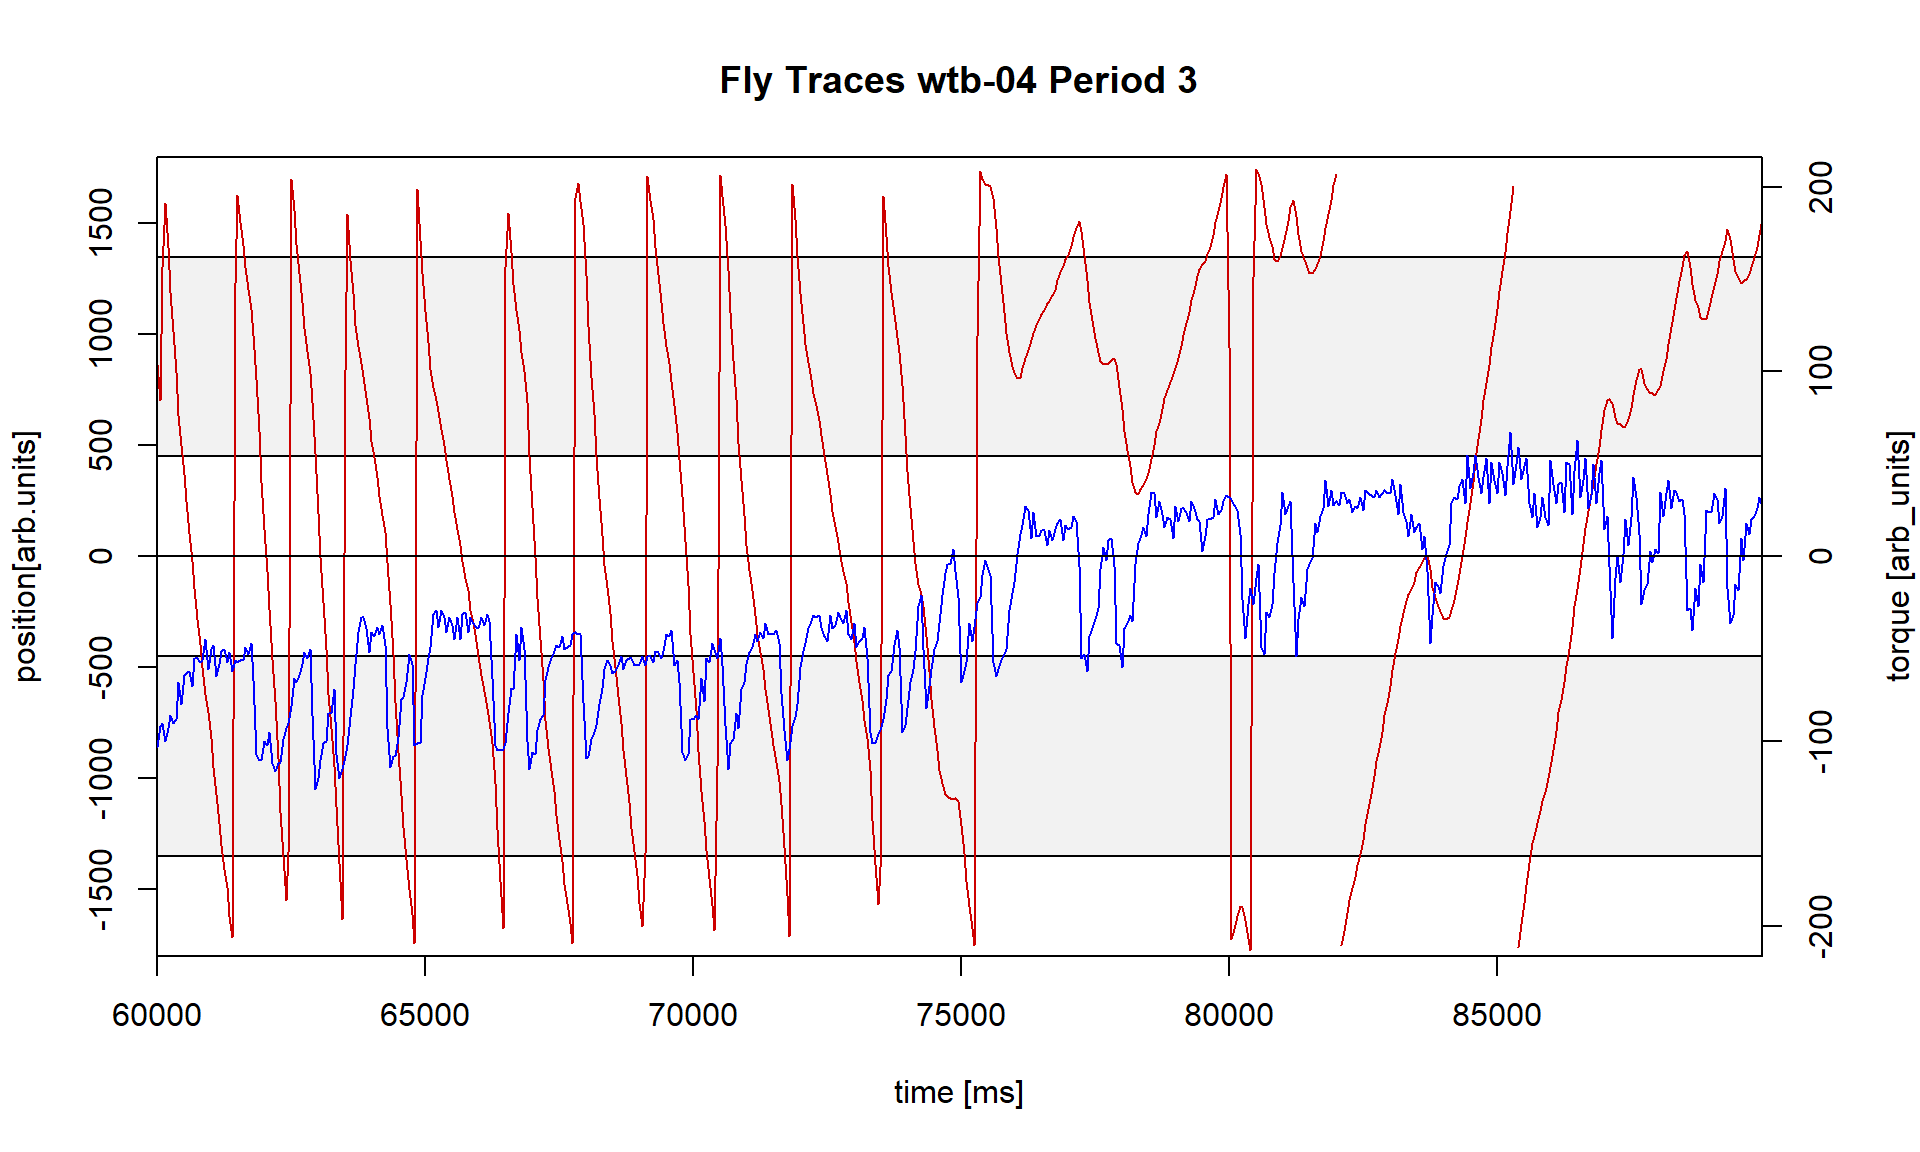 Fly Traces wtb-04 Period 3
position[arb.units]
1500
1000
500
0
-500
-1000
-1500
200
100
0
-100
-200
torque [arb_units]
60000 65000 70000 75000 80000 85000
time [ms]